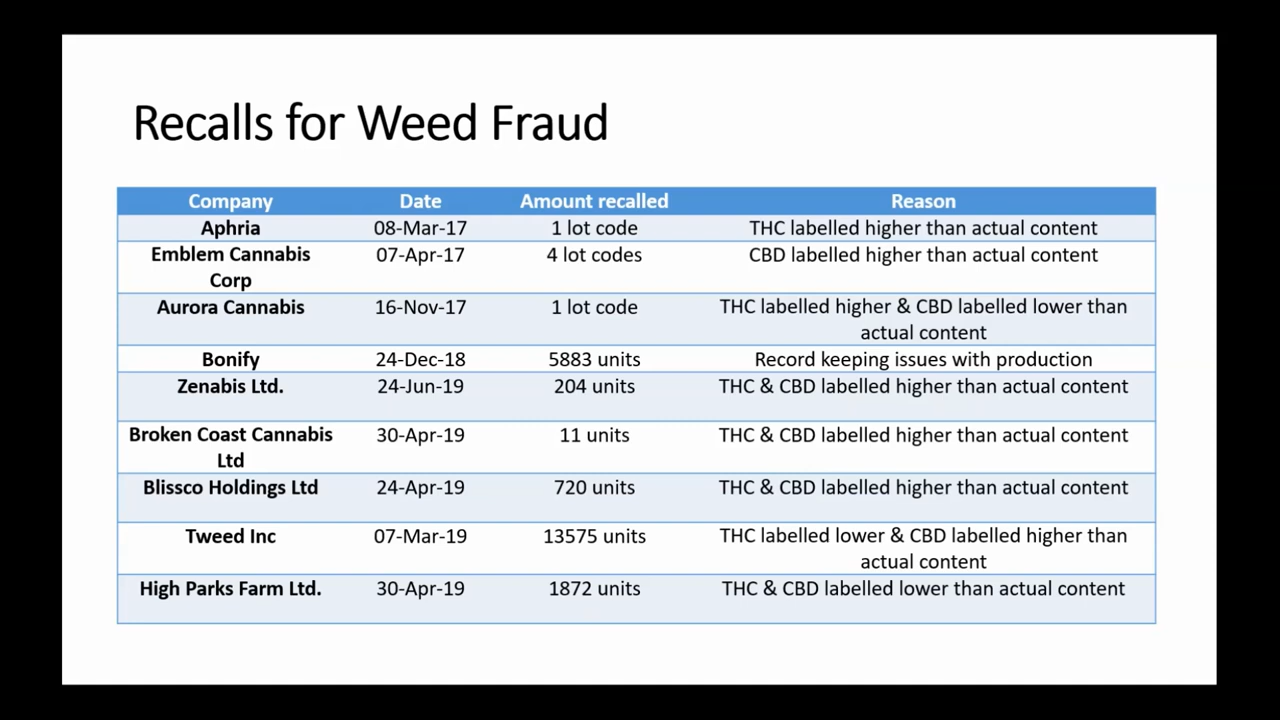 Recalls for Weed Fraud
Company Date Amount recalled Reason
Aphria 08-Mar-17 1 lot code THC labelled higher than actual content
Emblem Cannabis Corp 07-Apr-17 4 lot codes CBD labelled higher than actual content
Aurora Cannabis 16-Nov-17 1 lot code THC labelled higher & CBD labelled lower than actual content
Bonify 24-Dec-18 5883 units Record keeping issues with production
Zenabis Ltd. 24-Jun-19 204 units THC & CBD labelled higher than actual content
Broken Coast Cannabis Ltd 30-Apr-19 11 units THC & CBD labelled higher than actual content
Blissco Holdings Ltd 24-Apr-19 720 units THC & CBD labelled higher than actual content
Tweed Inc 07-Mar-19 13575 units THC labelled lower & CBD labelled higher than actual content
High Parks Farm Ltd. 30-Apr-19 1872 units THC & CBD labelled lower than actual content